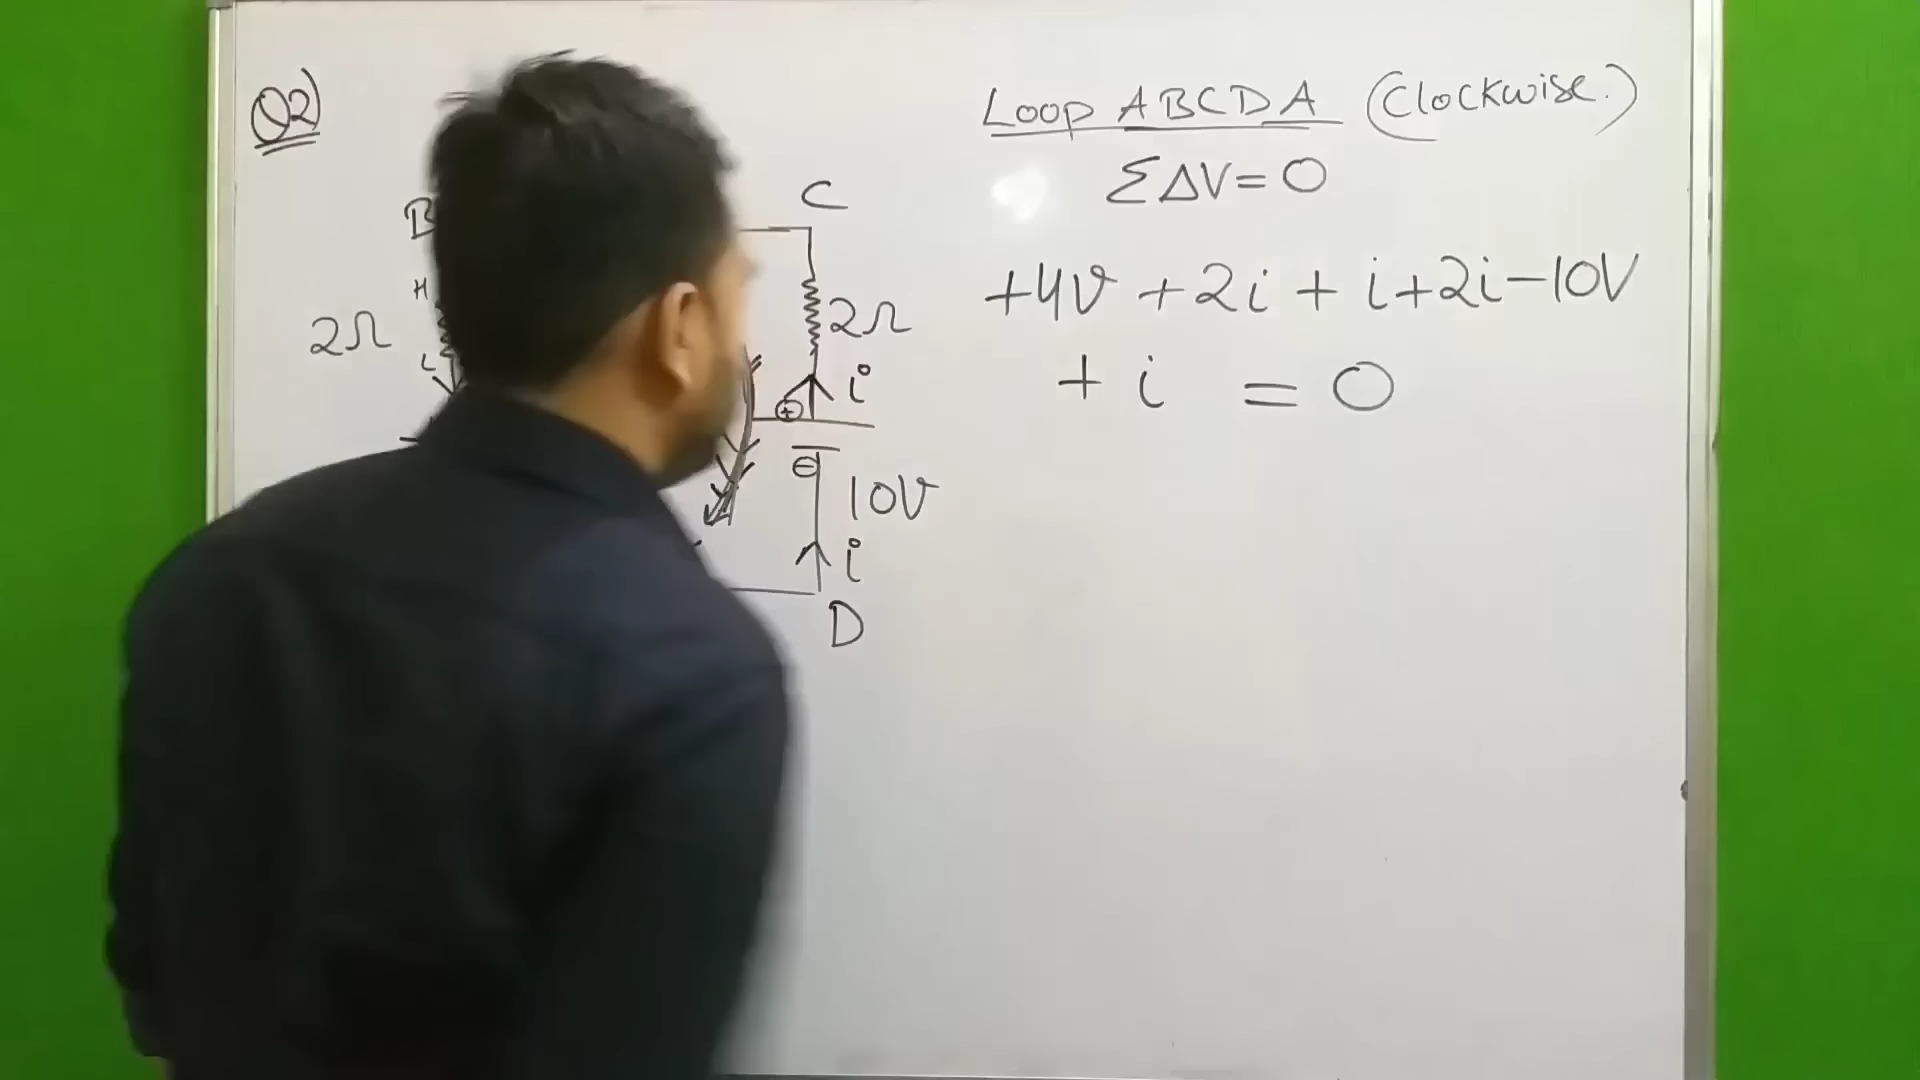 Q2)
Loop ABCDA (Clockwise.)
ΣΔV=0
+4V +2i + i+2i-10V
+ i = 0
B
C
H
2Ω
L
2Ω
i
+
-
10V
i
D